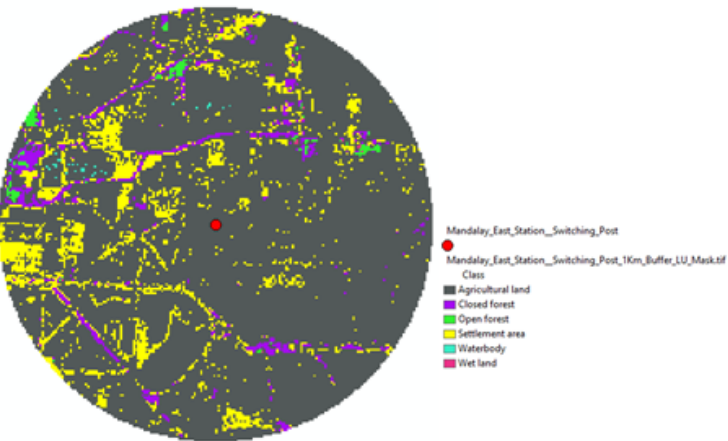 Mandalay_East_Station__Switching_Post
Mandalay_East_Station__Switching_Post_1Km_Buffer_LU_Mask.tif
Class
Agricultural land
Closed forest
Open forest
Settlement area
Waterbody
Wet land